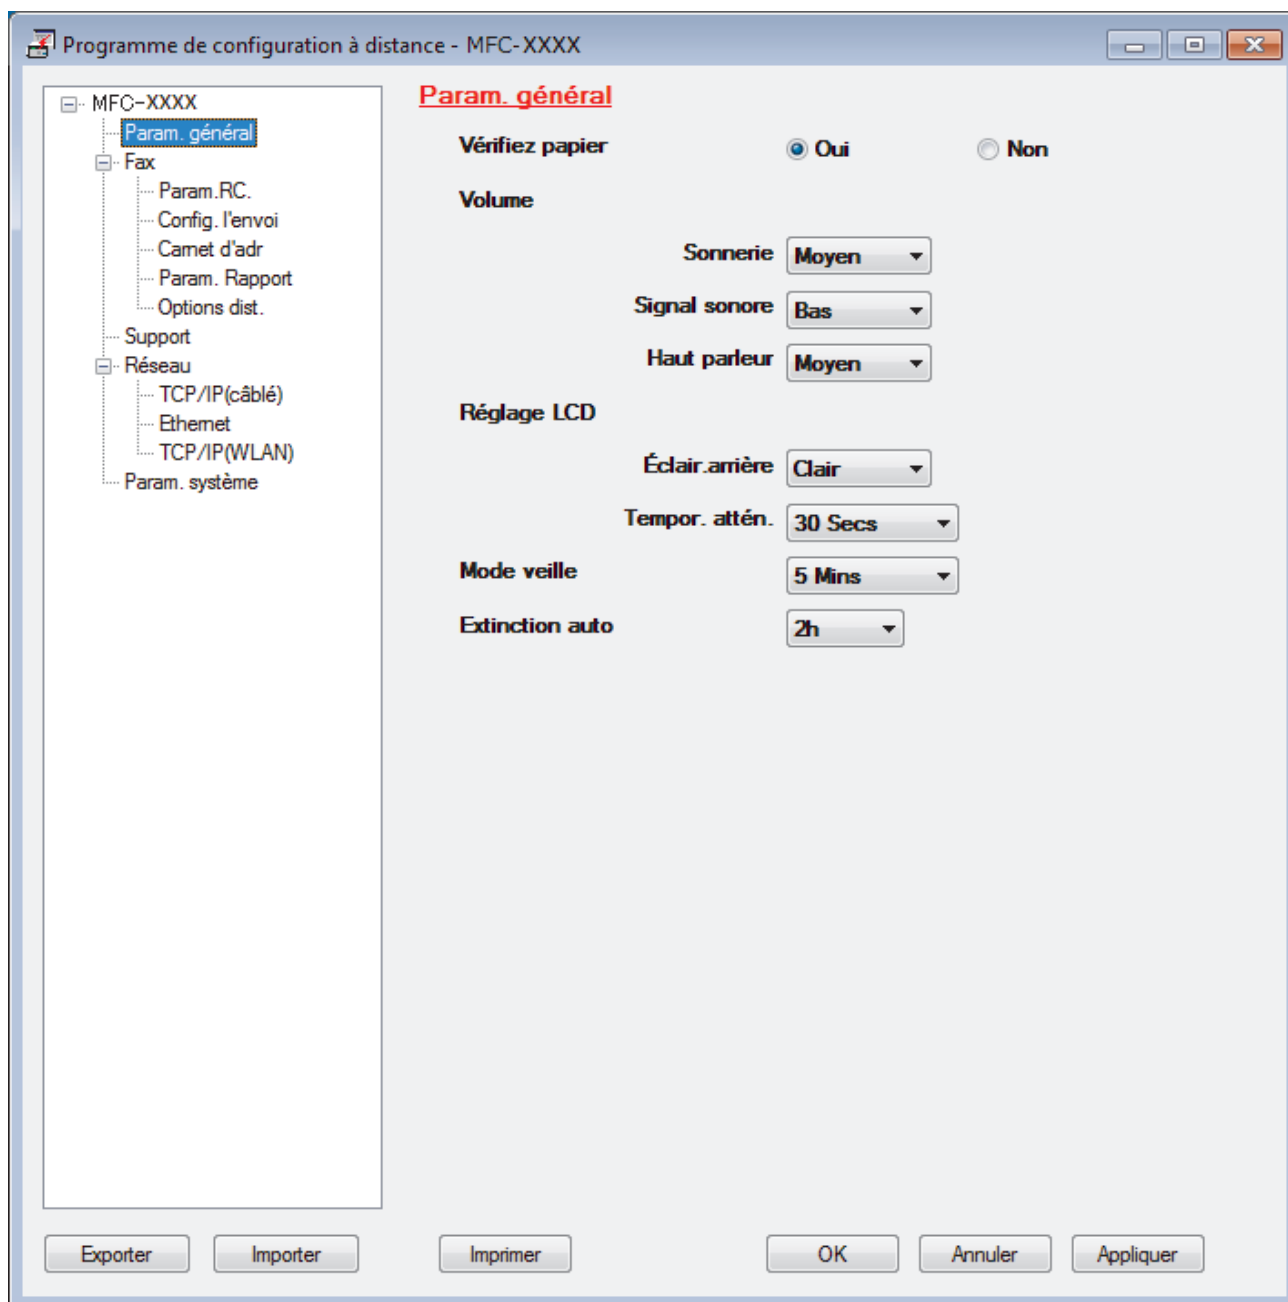 Programme de configuration à distance - MFC-XXXX
MFC-XXXX
Param. général
Fax
Param.RC.
Config. l'envoi
Carnet d'adr
Param. Rapport
Options dist.
Support
Réseau
TCP/IP(câblé)
Ethernet
TCP/IP(WLAN)
Param. système
Param. général
Vérifiez papier Oui Non
Volume
Sonnerie Moyen
Signal sonore Bas
Haut parleur Moyen
Réglage LCD
Éclair.arrière Clair
Tempor. attén. 30 Secs
Mode veille 5 Mins
Extinction auto 2h
Exporter Importer Imprimer OK Annuler Appliquer